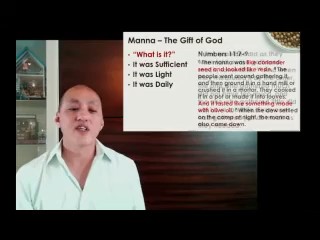 Manna – The Gift of God
- "What is it?"
- It was Sufficient
- It was Light
- It was Daily
Numbers 11:7-9
The manna was like coriander
seed and looked like
people went around gathering it,
and then ground it in a hand mill or
crushed it in a mortar. They cooked
it in a pot or made it into loaves.
And it tasted like something made
with olive oil. When the dew settled
on the camp at night, the manna
also came down.